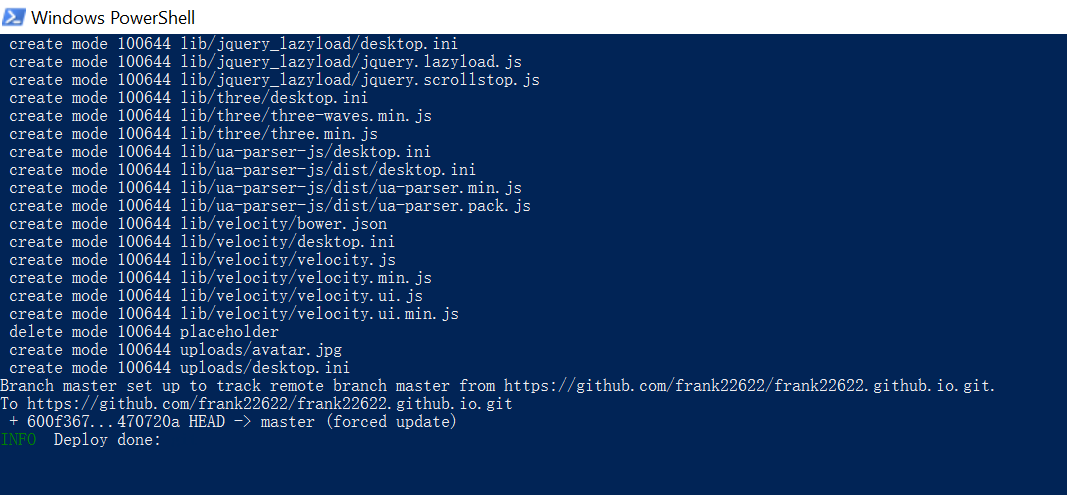 Windows PowerShell
create mode 100644 lib/jquery_lazyload/desktop.ini
create mode 100644 lib/jquery_lazyload/jquery.lazyload.js
create mode 100644 lib/jquery_lazyload/jquery.scrollstop.js
create mode 100644 lib/three/desktop.ini
create mode 100644 lib/three/three-waves.min.js
create mode 100644 lib/three/three.min.js
create mode 100644 lib/ua-parser-js/desktop.ini
create mode 100644 lib/ua-parser-js/dist/desktop.ini
create mode 100644 lib/ua-parser-js/dist/ua-parser.min.js
create mode 100644 lib/ua-parser-js/dist/ua-parser.pack.js
create mode 100644 lib/velocity/bower.json
create mode 100644 lib/velocity/desktop.ini
create mode 100644 lib/velocity/velocity.js
create mode 100644 lib/velocity/velocity.min.js
create mode 100644 lib/velocity/velocity.ui.js
create mode 100644 lib/velocity/velocity.ui.min.js
delete mode 100644 placeholder
create mode 100644 uploads/avatar.jpg
create mode 100644 uploads/desktop.ini
Branch master set up to track remote branch master from https://github.com/frank22622/frank22622.github.io.git.
To https://github.com/frank22622/frank22622.github.io.git
+ 600f367...470720a HEAD -> master (forced update)
INFO  Deploy done: